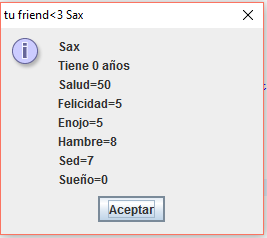 tu friend<3 Sax
Sax
Tiene 0 años
Salud=50
Felicidad=5
Enojo=5
Hambre=8
Sed=7
Sueño=0
Aceptar